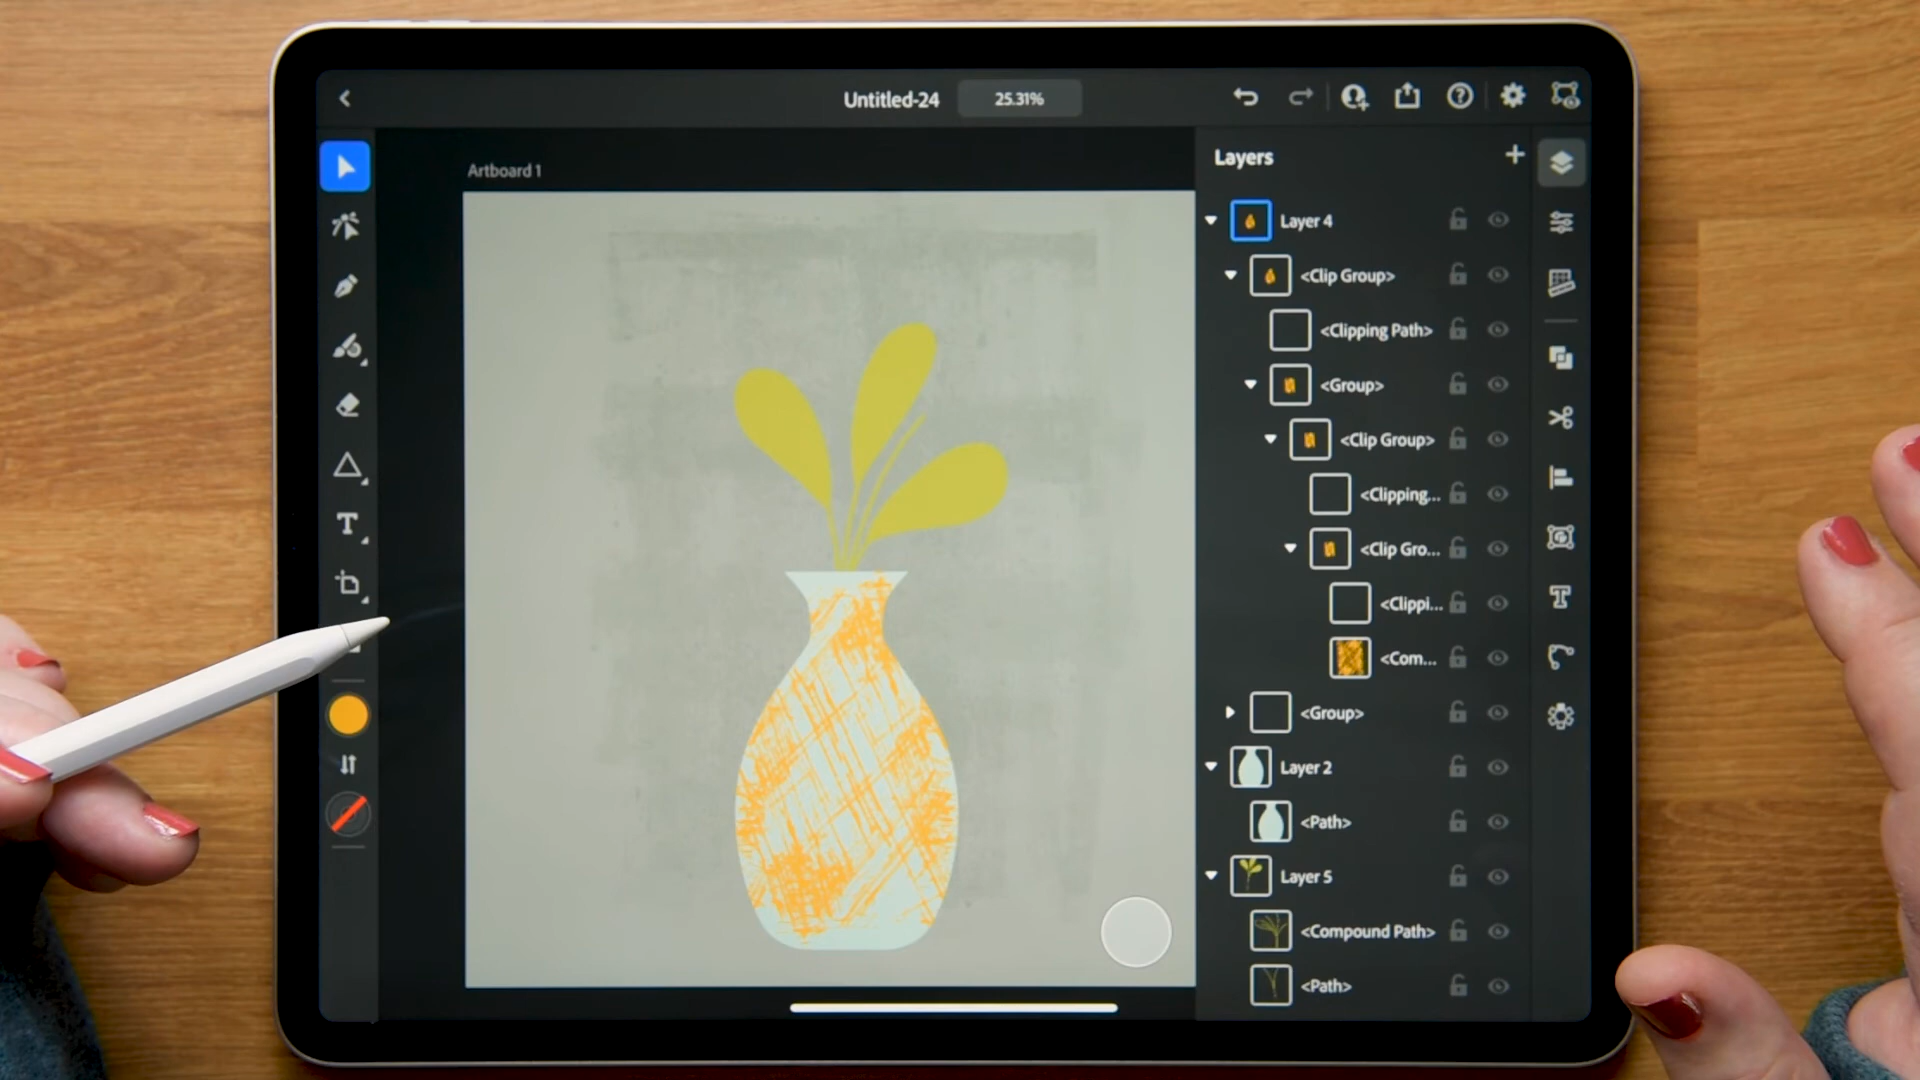 Untitled-24
25.31%
Artboard 1
Layers
Layer 4
<Clip Group>
<Clipping Path>
<Group>
<Clip Group>
<Clipping...
<Clip Gro...
<Clippi...
<Com...
<Group>
Layer 2
<Path>
Layer 5
<Compound Path>
<Path>